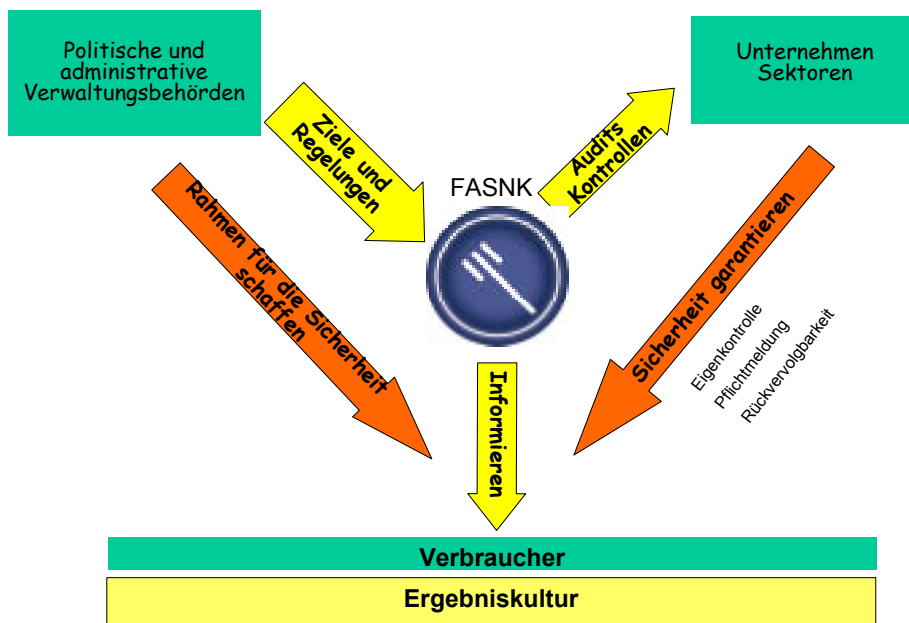 Politische und
administrative
Verwaltungsbehörden
Unternehmen
Sektoren
Ziele und
Regelungen
Audits
Kontrollen
FASNK
Rahmen für die Sicherheit
schaffen
Sicherheit garantieren
Eigenkontrolle
Pflichtmeldung
Rückvervolgbarkeit
Informieren
Verbraucher
Ergebniskultur